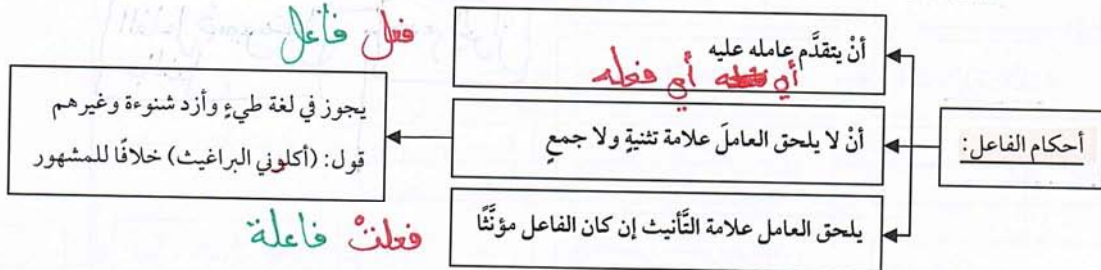 أحكام الفاعل:
فعل فاعل
أنْ يتقدَّم عامله عليه
أي أي فعله
أنْ لا يلحق العاملَ علامة تثنيةٍ ولا جمعٍ
يجوز في لغة طيءٍ وأزد شنوءة وغيرهم
قول: (أكلوني البراغيث) خلافًا للمشهور
يلحق العامل علامة التَّأنيث إن كان الفاعل مؤنَّثًا
فعلتْ فاعلة